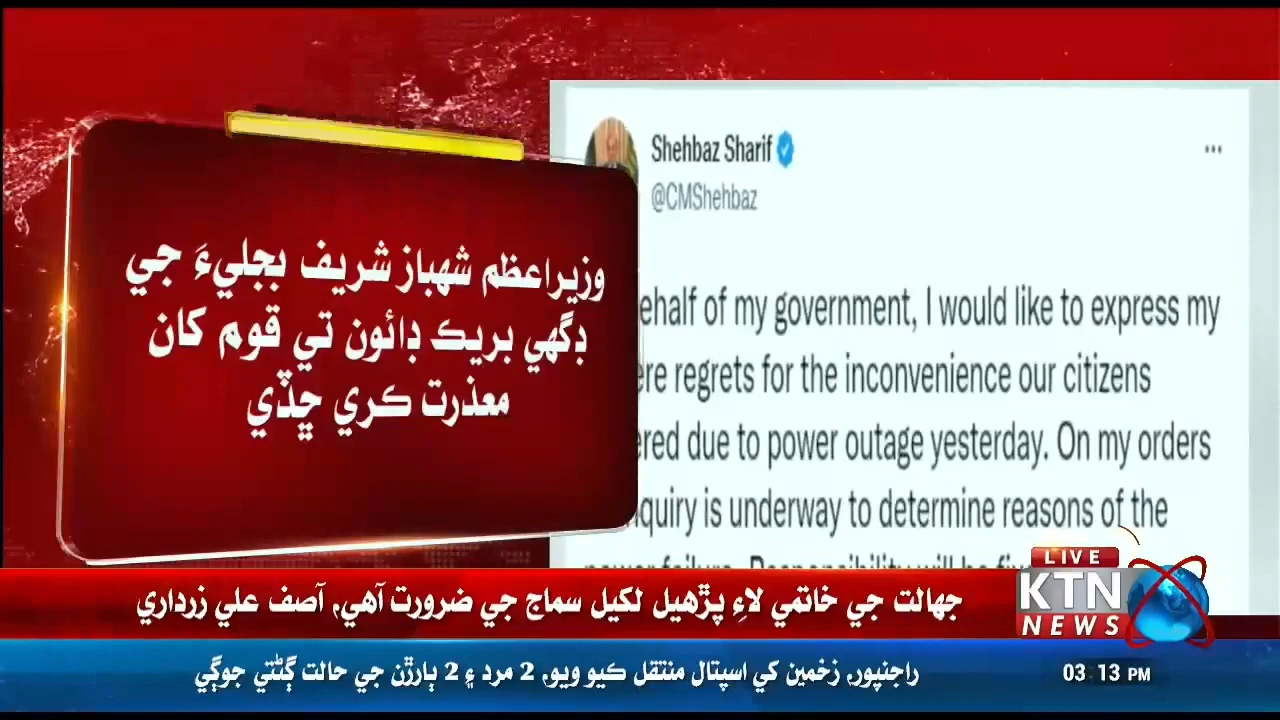 وزيراعظم شهباز شريف بجليءَ جي
ڊگهي بريڪ ڊائون تي قوم کان
معذرت ڪري ڇڏي
Shehbaz Sharif
@CMShehbaz
ehalf of my government, I would like to express my
ere regrets for the inconvenience our citizens
ered due to power outage yesterday. On my orders
quiry is underway to determine reasons of the
جهالت جي خاتمي لاءِ پڙهيل لکيل سماج جي ضرورت آهي، آصف علي زرداري
LIVE
KTN
NEWS
راجنپور، زخمين کي اسپتال منتقل ڪيو ويو، 2 مرد ۽ 2 ٻارڙن جي حالت ڳڻتي جوڳي
03 13 PM